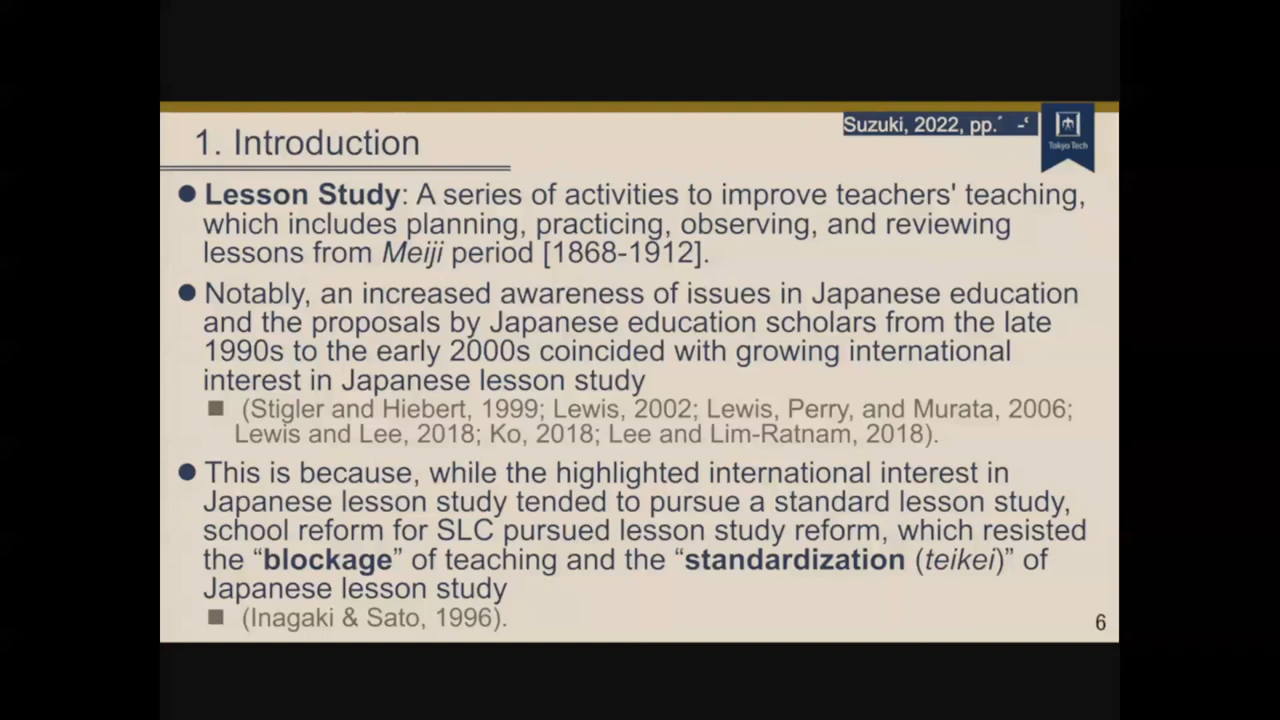 Suzuki, 2022, pp.
1. Introduction
Tokyo Tech
● Lesson Study: A series of activities to improve teachers' teaching,
which includes planning, practicing, observing, and reviewing
lessons from Meiji period [1868-1912].
● Notably, an increased awareness of issues in Japanese education
and the proposals by Japanese education scholars from the late
1990s to the early 2000s coincided with growing international
interest in Japanese lesson study
■ (Stigler and Hiebert, 1999; Lewis, 2002; Lewis, Perry, and Murata, 2006;
Lewis and Lee, 2018; Ko, 2018; Lee and Lim-Ratnam, 2018).
● This is because, while the highlighted international interest in
Japanese lesson study tended to pursue a standard lesson study,
school reform for SLC pursued lesson study reform, which resisted
the “blockage” of teaching and the “standardization (teikei)” of
Japanese lesson study
■ (Inagaki & Sato, 1996).
6